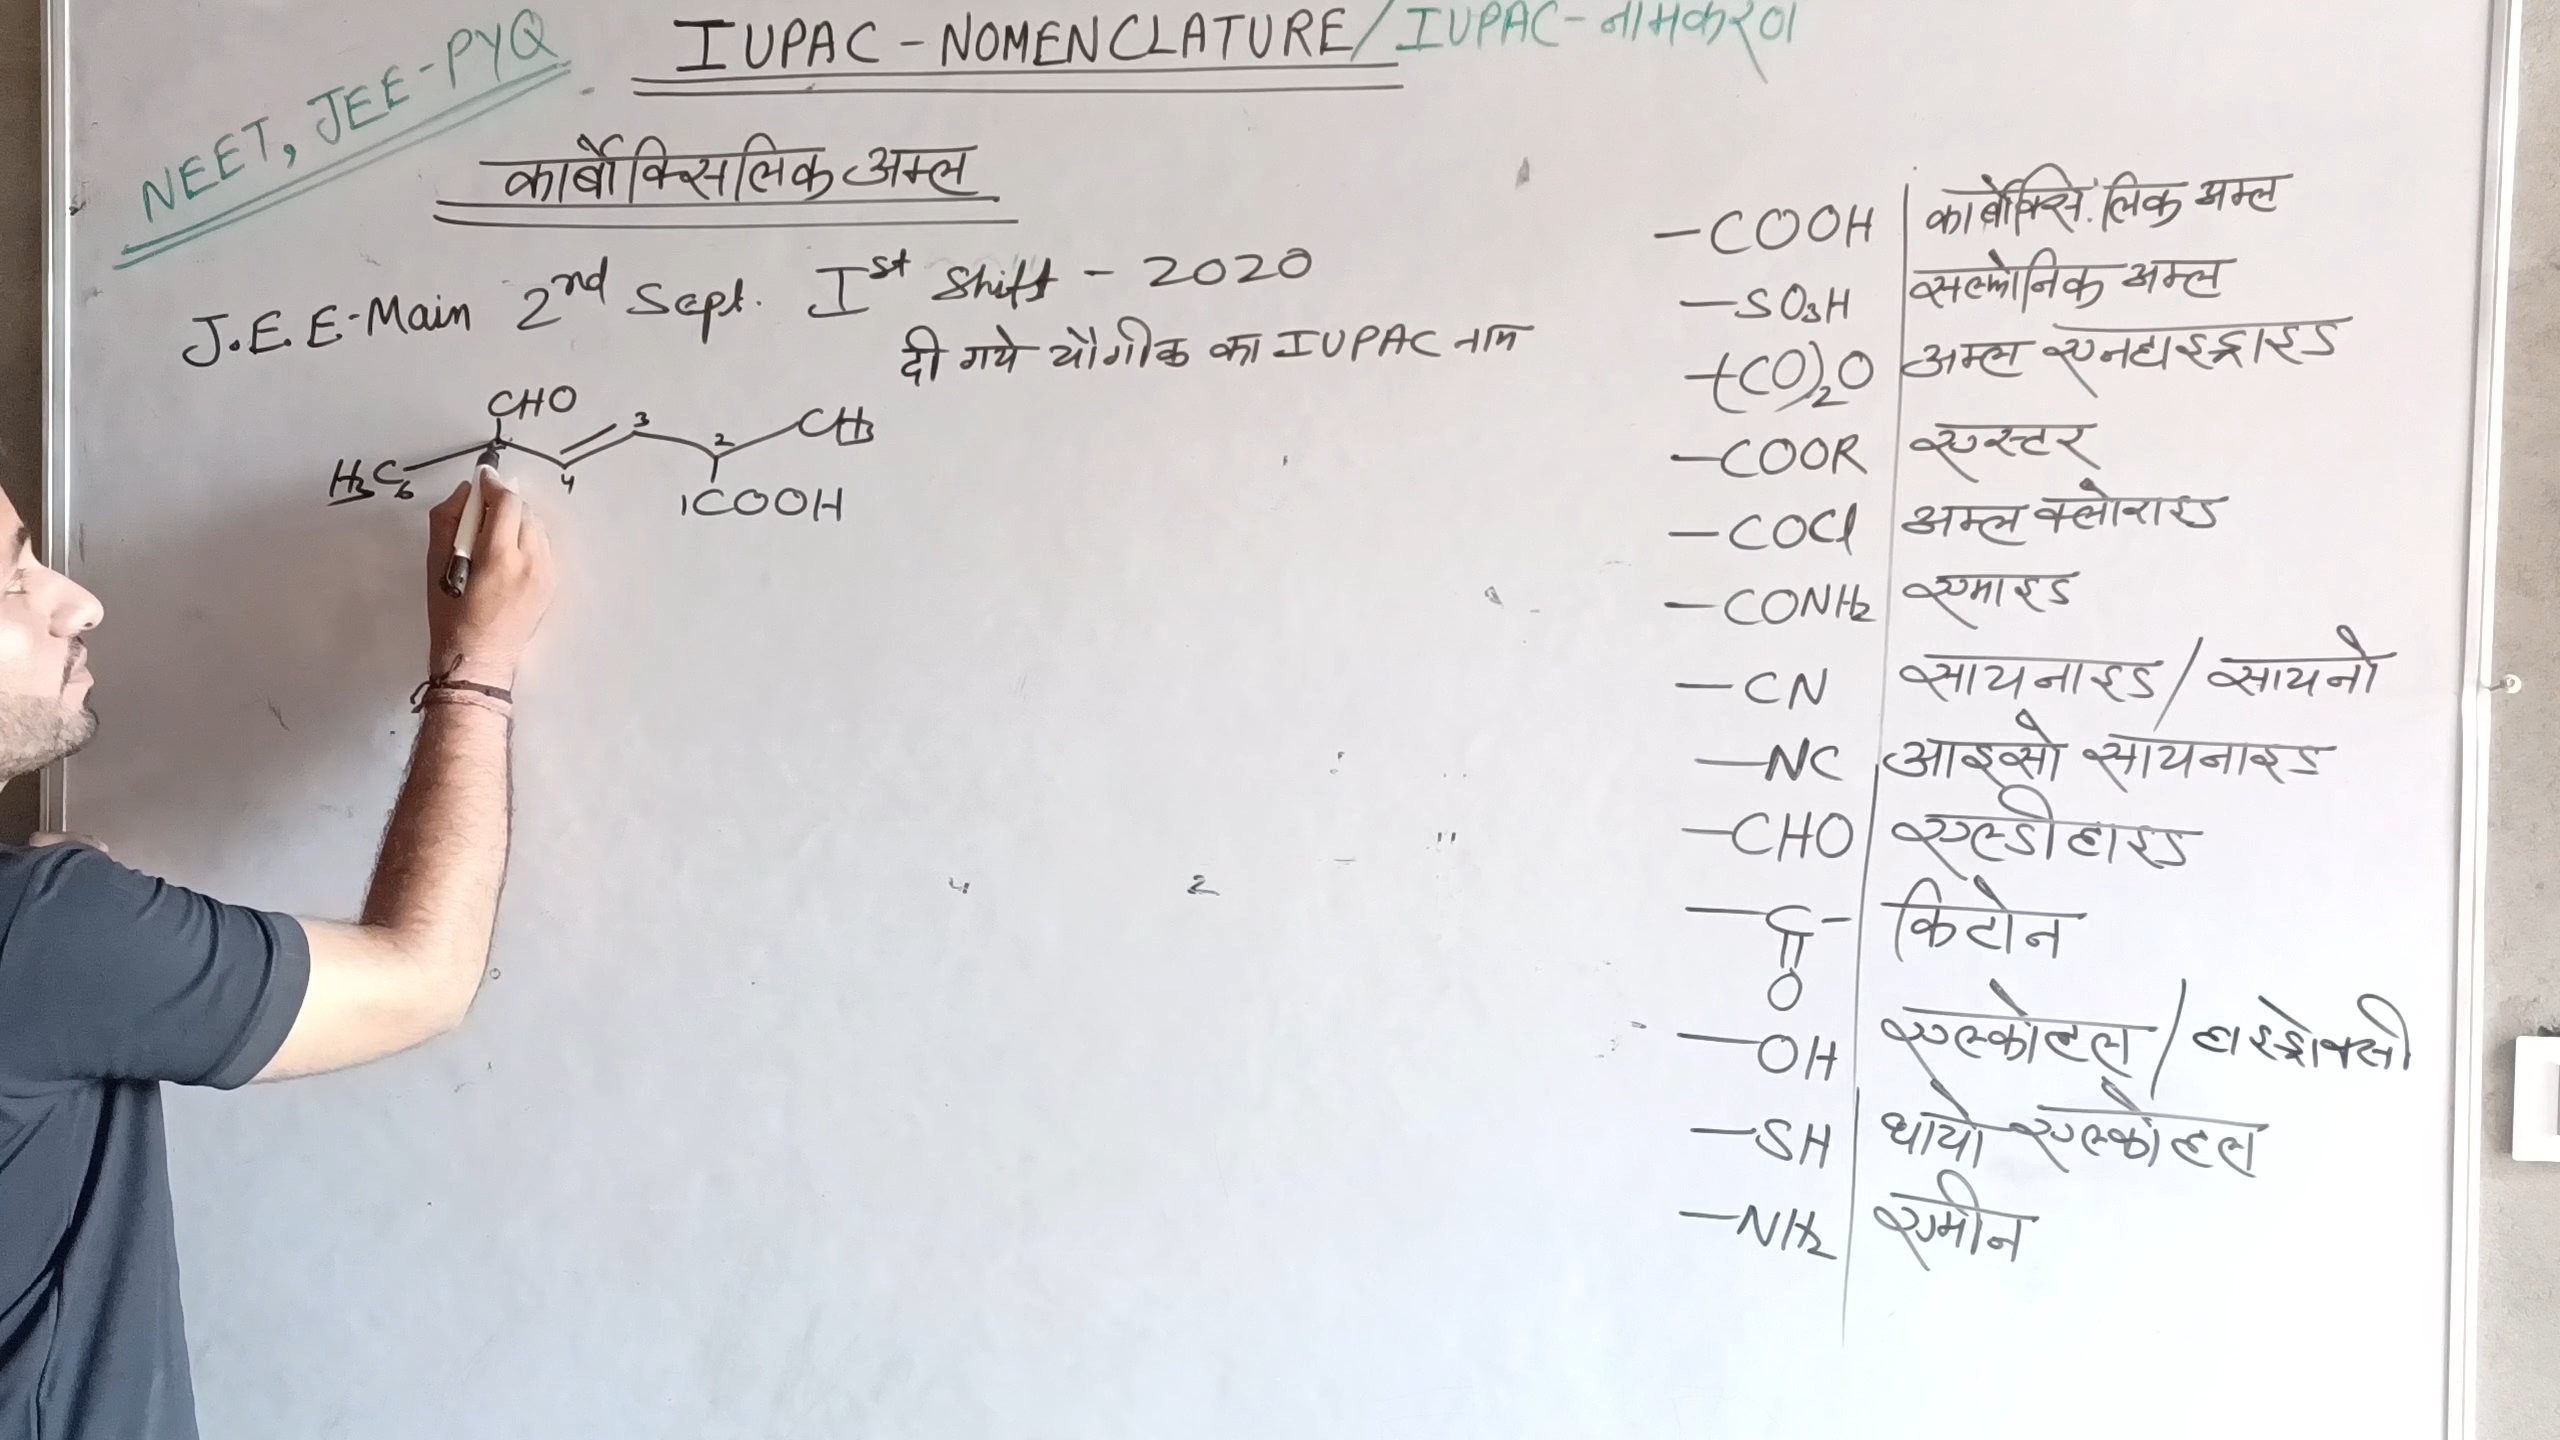 NEET, JEE-PYQ
IUPAC-NOMENCLATURE/IUPAC-नामकरण
कार्बोक्सिलिक अम्ल
J.E.E-Main 2nd Sept. Ist Shift - 2020
दी गये यौगीक का IUPAC नाम
CHO
H3C6 4 3 2 CH3
1COOH
4 2
-COOH कार्बोक्सिलिक अम्ल
-SO3H सल्फोनिक अम्ल
-(CO)2O अम्ल एनहाइड्राइड
-COOR एस्टर
-COCl अम्ल क्लोराइड
-CONH2 एमाइड
-CN सायनाइड/सायनो
-NC आइसो सायनाइड
-CHO एल्डीहाइड
-C- किटोन
O
-OH एल्कोहल/हाइड्रोक्सी
-SH थायो एल्कोहल
-NH2 एमीन